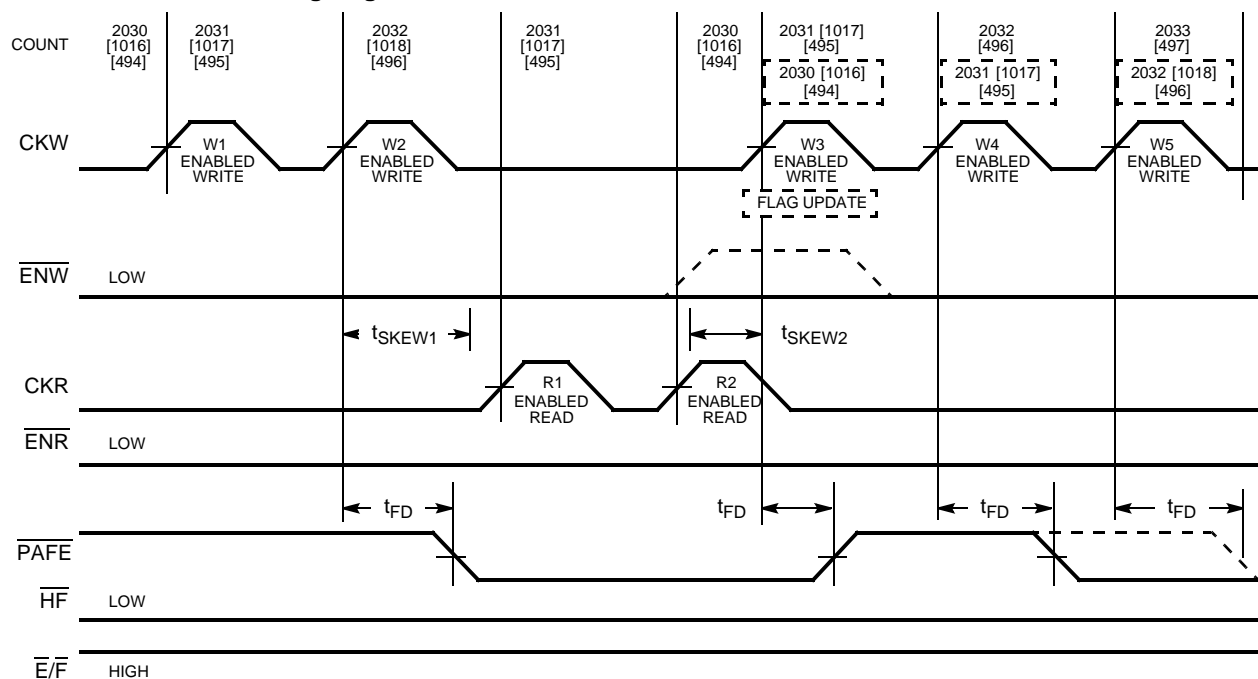 COUNT
2030 [1016] [494]
2031 [1017] [495]
2032 [1018] [496]
2031 [1017] [495]
2030 [1016] [494]
2031 [1017] [495]
2032 [496]
2033 [497]
2030 [1016] [494]
2031 [1017] [495]
2032 [1018] [496]
CKW
W1 ENABLED WRITE
W2 ENABLED WRITE
W3 ENABLED WRITE
W4 ENABLED WRITE
W5 ENABLED WRITE
FLAG UPDATE
ENW LOW
tSKEW1
tSKEW2
CKR
R1 ENABLED READ
R2 ENABLED READ
ENR LOW
tFD
tFD
tFD
tFD
PAFE
HF LOW
E/F HIGH